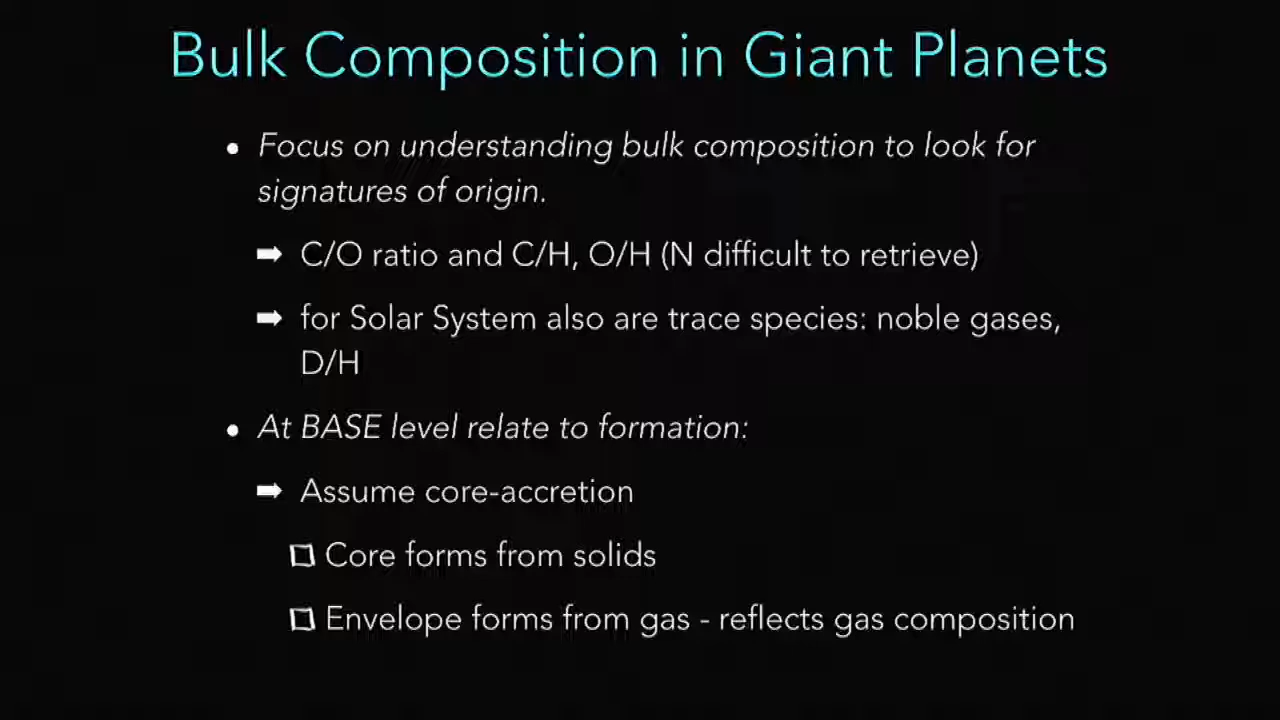 Bulk Composition in Giant Planets
• Focus on understanding bulk composition to look for
signatures of origin.
➡ C/O ratio and C/H, O/H (N difficult to retrieve)
➡ for Solar System also are trace species: noble gases,
D/H
• At BASE level relate to formation:
➡ Assume core-accretion
❑ Core forms from solids
❑ Envelope forms from gas - reflects gas composition